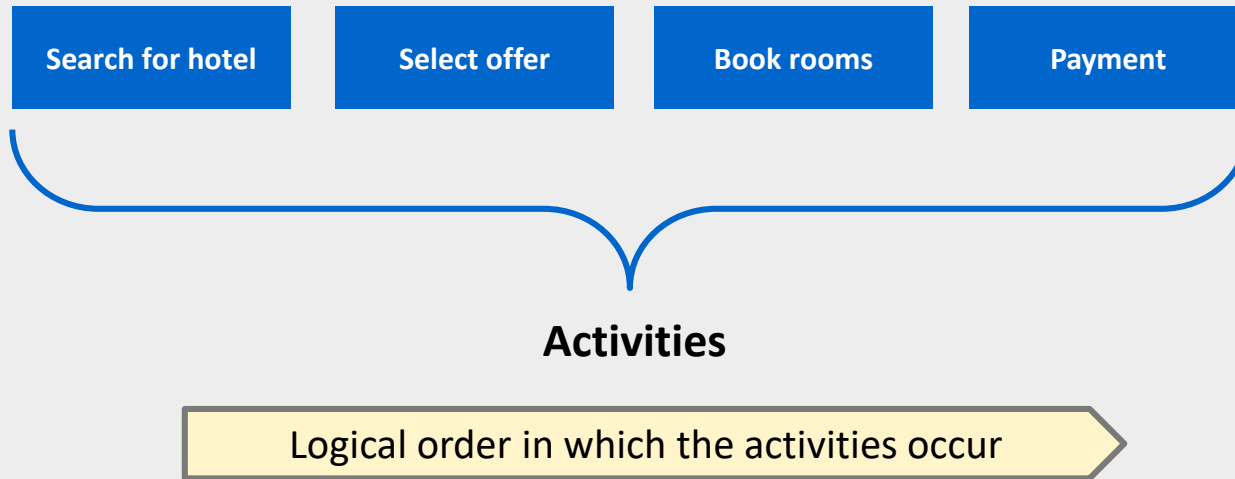 Search for hotel
Select offer
Book rooms
Payment
Activities
Logical order in which the activities occur